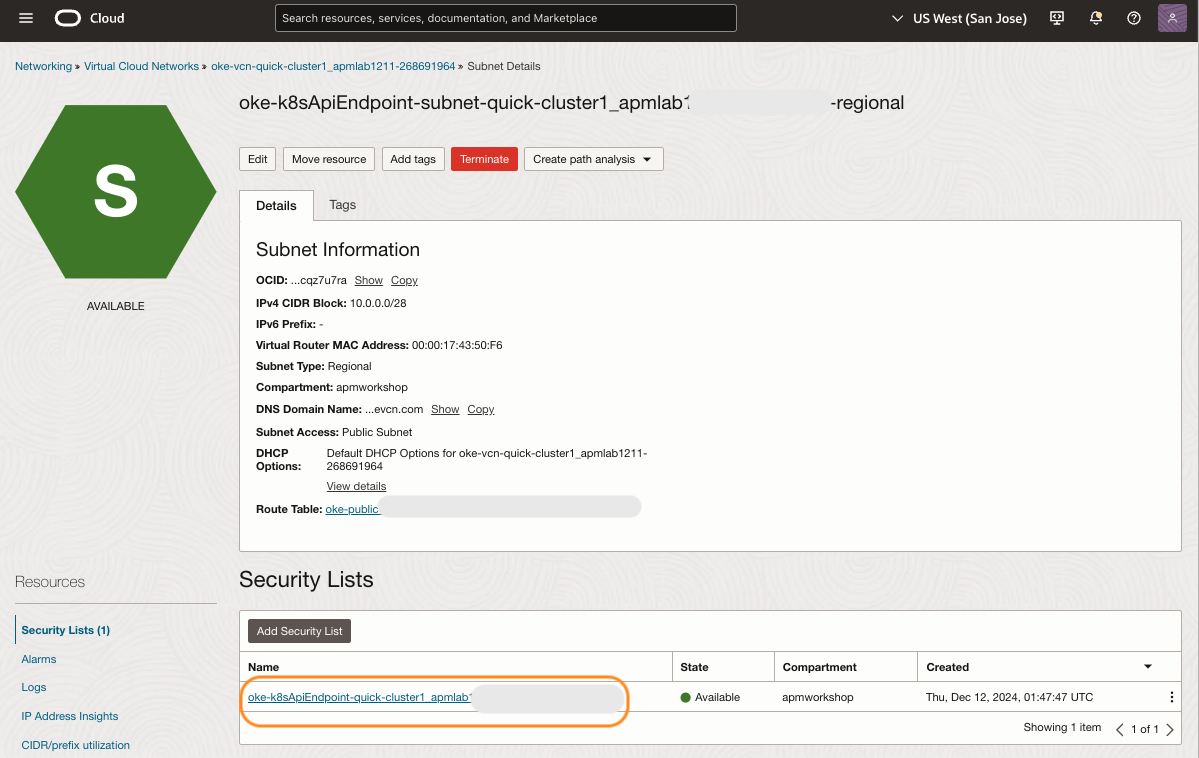 Cloud
Search resources, services, documentation, and Marketplace
US West (San Jose)
Networking » Virtual Cloud Networks » oke-vcn-quick-cluster1_apmlab1211-268691964 » Subnet Details
S
AVAILABLE
oke-k8sApiEndpoint-subnet-quick-cluster1_apmlab1 -regional
Edit Move resource Add tags Terminate Create path analysis
Details Tags
Subnet Information
OCID: ...cqz7u7ra Show Copy
IPv4 CIDR Block: 10.0.0.0/28
IPv6 Prefix: -
Virtual Router MAC Address: 00:00:17:43:50:F6
Subnet Type: Regional
Compartment: apmworkshop
DNS Domain Name: ...evcn.com Show Copy
Subnet Access: Public Subnet
DHCP Options: Default DHCP Options for oke-vcn-quick-cluster1_apmlab1211-
268691964
View details
Route Table: oke-public
Resources
Security Lists (1)
Alarms
Logs
IP Address Insights
CIDR/prefix utilization
Security Lists
Add Security List
Name State Compartment Created
oke-k8sApiEndpoint-quick-cluster1_apmlab Available apmworkshop Thu, Dec 12, 2024, 01:47:47 UTC
Showing 1 item 1 of 1